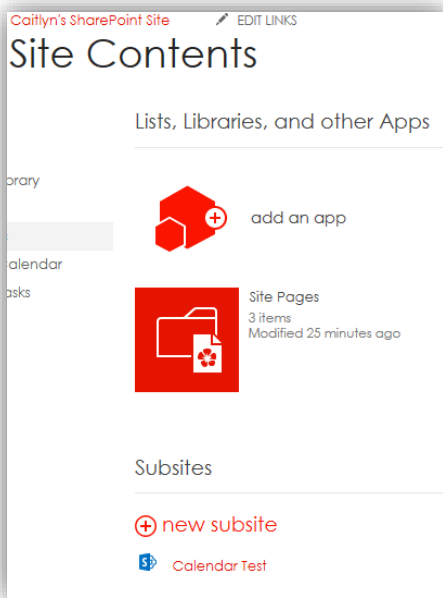 Caitlyn's SharePoint Site EDIT LINKS
Site Contents
Lists, Libraries, and other Apps
add an app
Site Pages
3 items
Modified 25 minutes ago
Subsites
new subsite
Calendar Test